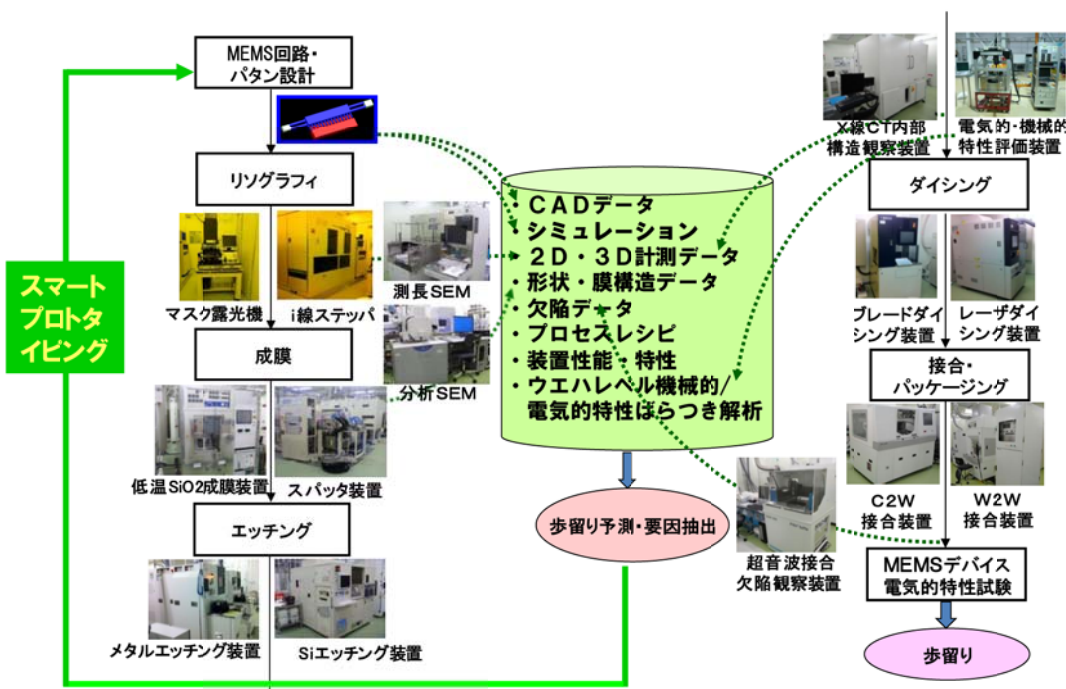 MEMS回路・
パタン設計
リソグラフィ
マスク露光機
i線ステッパ
測長SEM
成膜
分析SEM
低温SiO2成膜装置
スパッタ装置
エッチング
メタルエッチング装置
Siエッチング装置
スマート
プロトタ
イピング
・CADデータ
・シミュレーション
・2D・3D計測データ
・形状・膜構造データ
・欠陥データ
・プロセスレシピ
・装置性能・特性
・ウエハレベル機械的/
電気的特性ばらつき解析
歩留り予測・要因抽出
X線CT内部
構造観察装置
電気的・機械的
特性評価装置
ダイシング
ブレードダイ
シング装置
レーザダイ
シング装置
接合・
パッケージング
C2W
接合装置
W2W
接合装置
超音波接合
欠陥観察装置
MEMSデバイス
電気的特性試験
歩留り